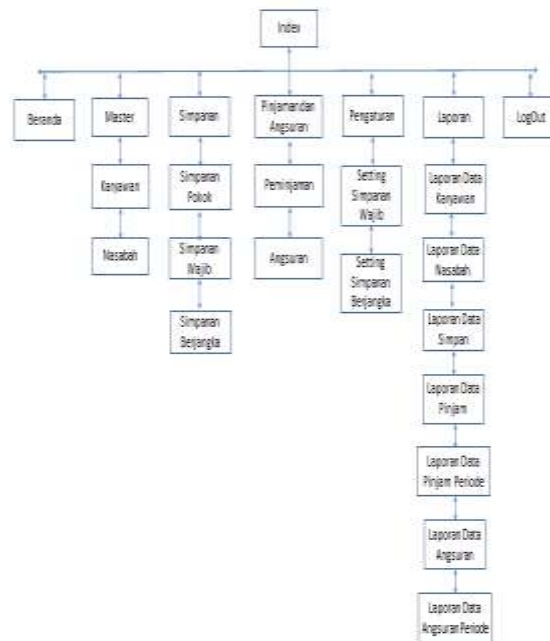 Index
Beranda
Master
Simpanan
Pinjaman dan
Angsuran
Pengaturan
Laporan
LogOut
Karyawan
Nasabah
Simpanan
Pokok
Simpanan
Wajib
Simpanan
Berjangka
Peminjaman
Angsuran
Setting
Simpanan
Wajib
Setting
Simpanan
Berjangka
Laporan Data
Karyawan
Laporan Data
Nasabah
Laporan Data
Simpan
Laporan Data
Pinjam
Laporan Data
Pinjam Periode
Laporan Data
Angsuran
Laporan Data
Angsuran Periode